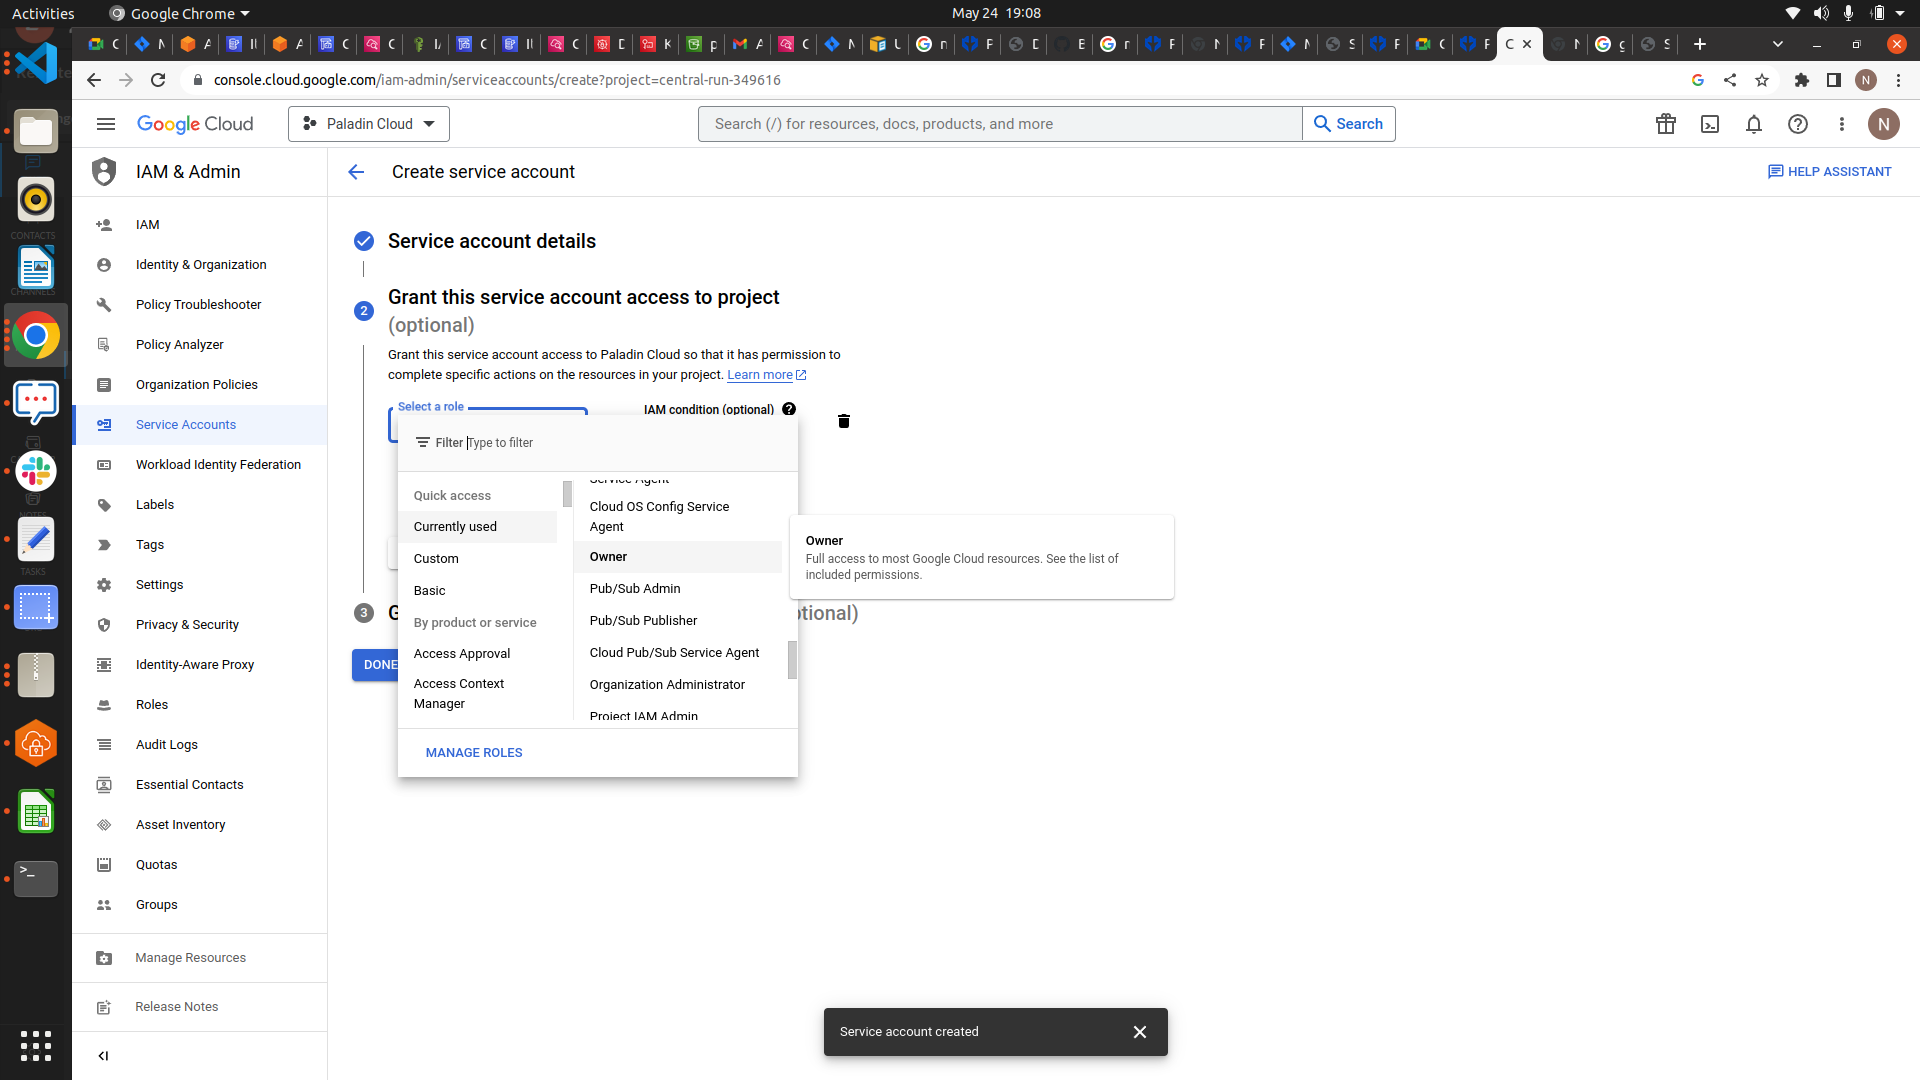 Activities
Google Chrome
May 24 19:08
console.cloud.google.com/iam-admin/serviceaccounts/create?project=central-run-349616
N
Google Cloud
Paladin Cloud
Search (/) for resources, docs, products, and more
Search
N
IAM & Admin
Create service account
HELP ASSISTANT
IAM
Identity & Organization
Policy Troubleshooter
Policy Analyzer
Organization Policies
Service Accounts
Workload Identity Federation
Labels
Tags
Settings
Privacy & Security
Identity-Aware Proxy
Roles
Audit Logs
Essential Contacts
Asset Inventory
Quotas
Groups
Manage Resources
Release Notes
Service account details
2
Grant this service account access to project
(optional)
Grant this service account access to Paladin Cloud so that it has permission to
complete specific actions on the resources in your project. Learn more
Select a role
IAM condition (optional)
Filter Type to filter
Quick access
Currently used
Custom
Basic
By product or service
Access Approval
Access Context
Manager
Service Agent
Cloud OS Config Service
Agent
Owner
Pub/Sub Admin
Pub/Sub Publisher
Cloud Pub/Sub Service Agent
Organization Administrator
Project IAM Admin
MANAGE ROLES
Owner
Full access to most Google Cloud resources. See the list of
included permissions.
3
G
tional)
DONE
Service account created
CONTACTS
CHANNELS
NOTES
TASKS